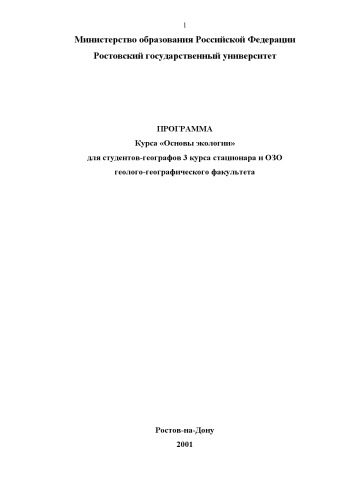 1
Министерство образования Российской Федерации
Ростовский государственный университет
ПРОГРАММА
Курса «Основы экологии»
для студентов-географов 3 курса стационара и ОЗО
геолого-географического факультета
Ростов-на-Дону
2001